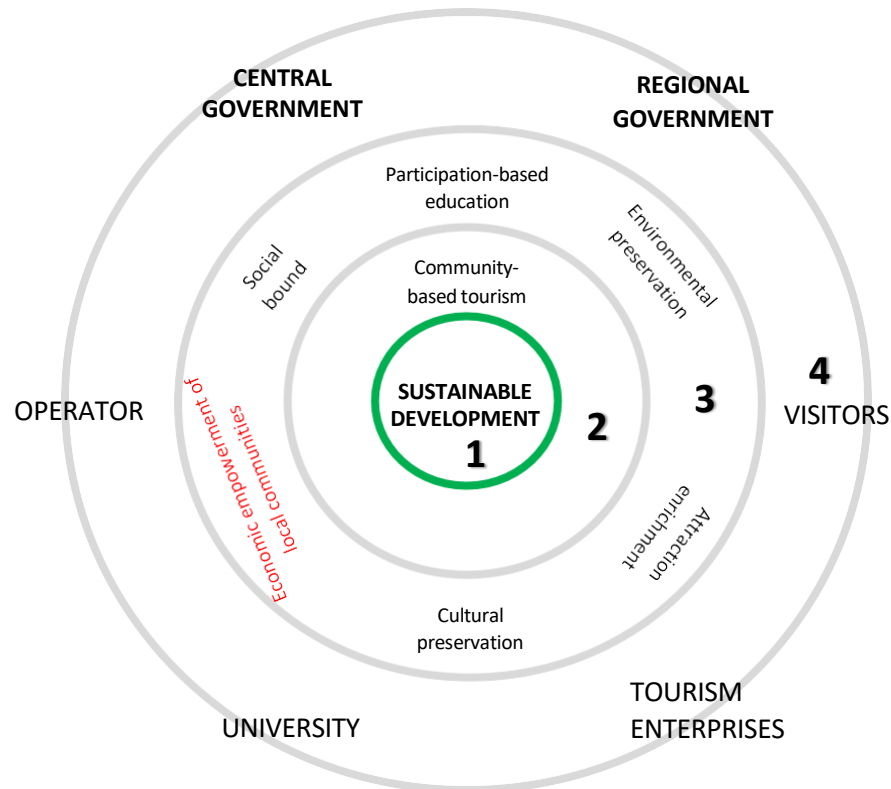 CENTRAL
GOVERNMENT
REGIONAL
GOVERNMENT
Participation-based
education
Social
bound
Environmental
preservation
Community-
based tourism
SUSTAINABLE
DEVELOPMENT
1
2
3
4
OPERATOR
VISITORS
Economic empowerment of
local communities
Attraction
enrichment
Cultural
preservation
UNIVERSITY
TOURISM
ENTERPRISES